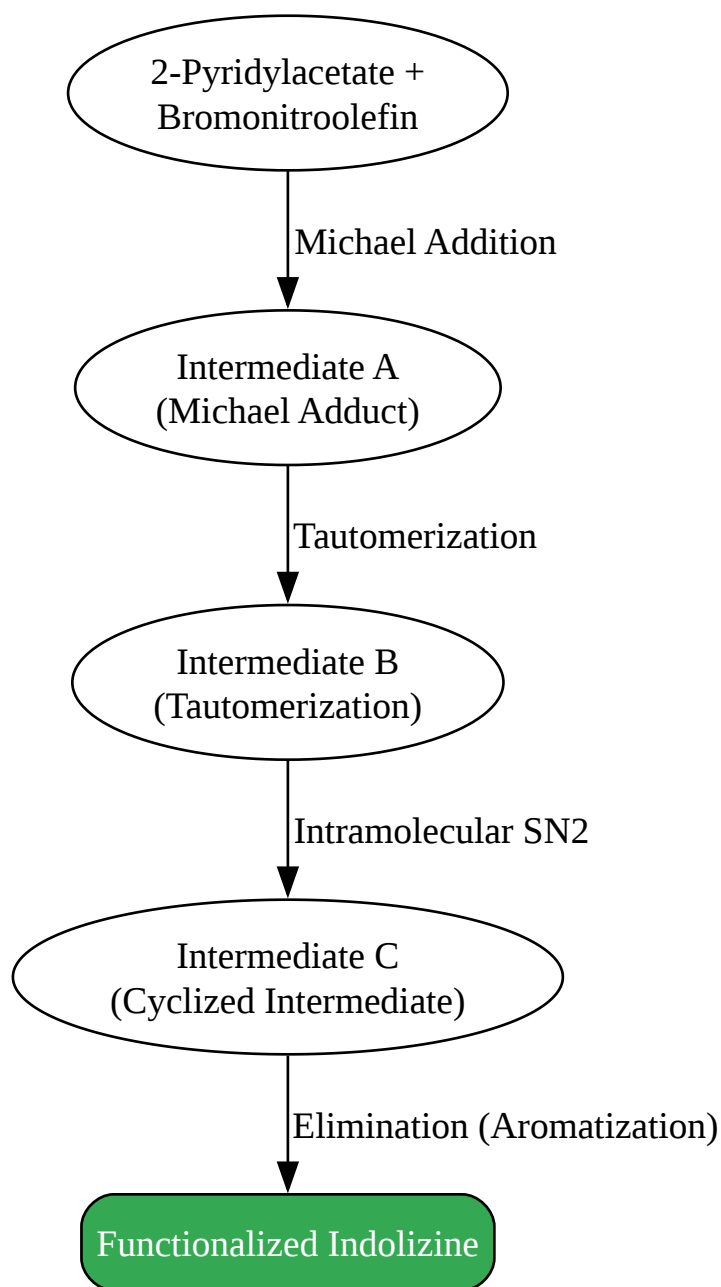 2-Pyridylacetate +
Bromonitroolefin
Michael Addition
Intermediate A
(Michael Adduct)
Tautomerization
Intermediate B
(Tautomerization)
Intramolecular SN2
Intermediate C
(Cyclized Intermediate)
Elimination (Aromatization)
Functionalized Indolizine